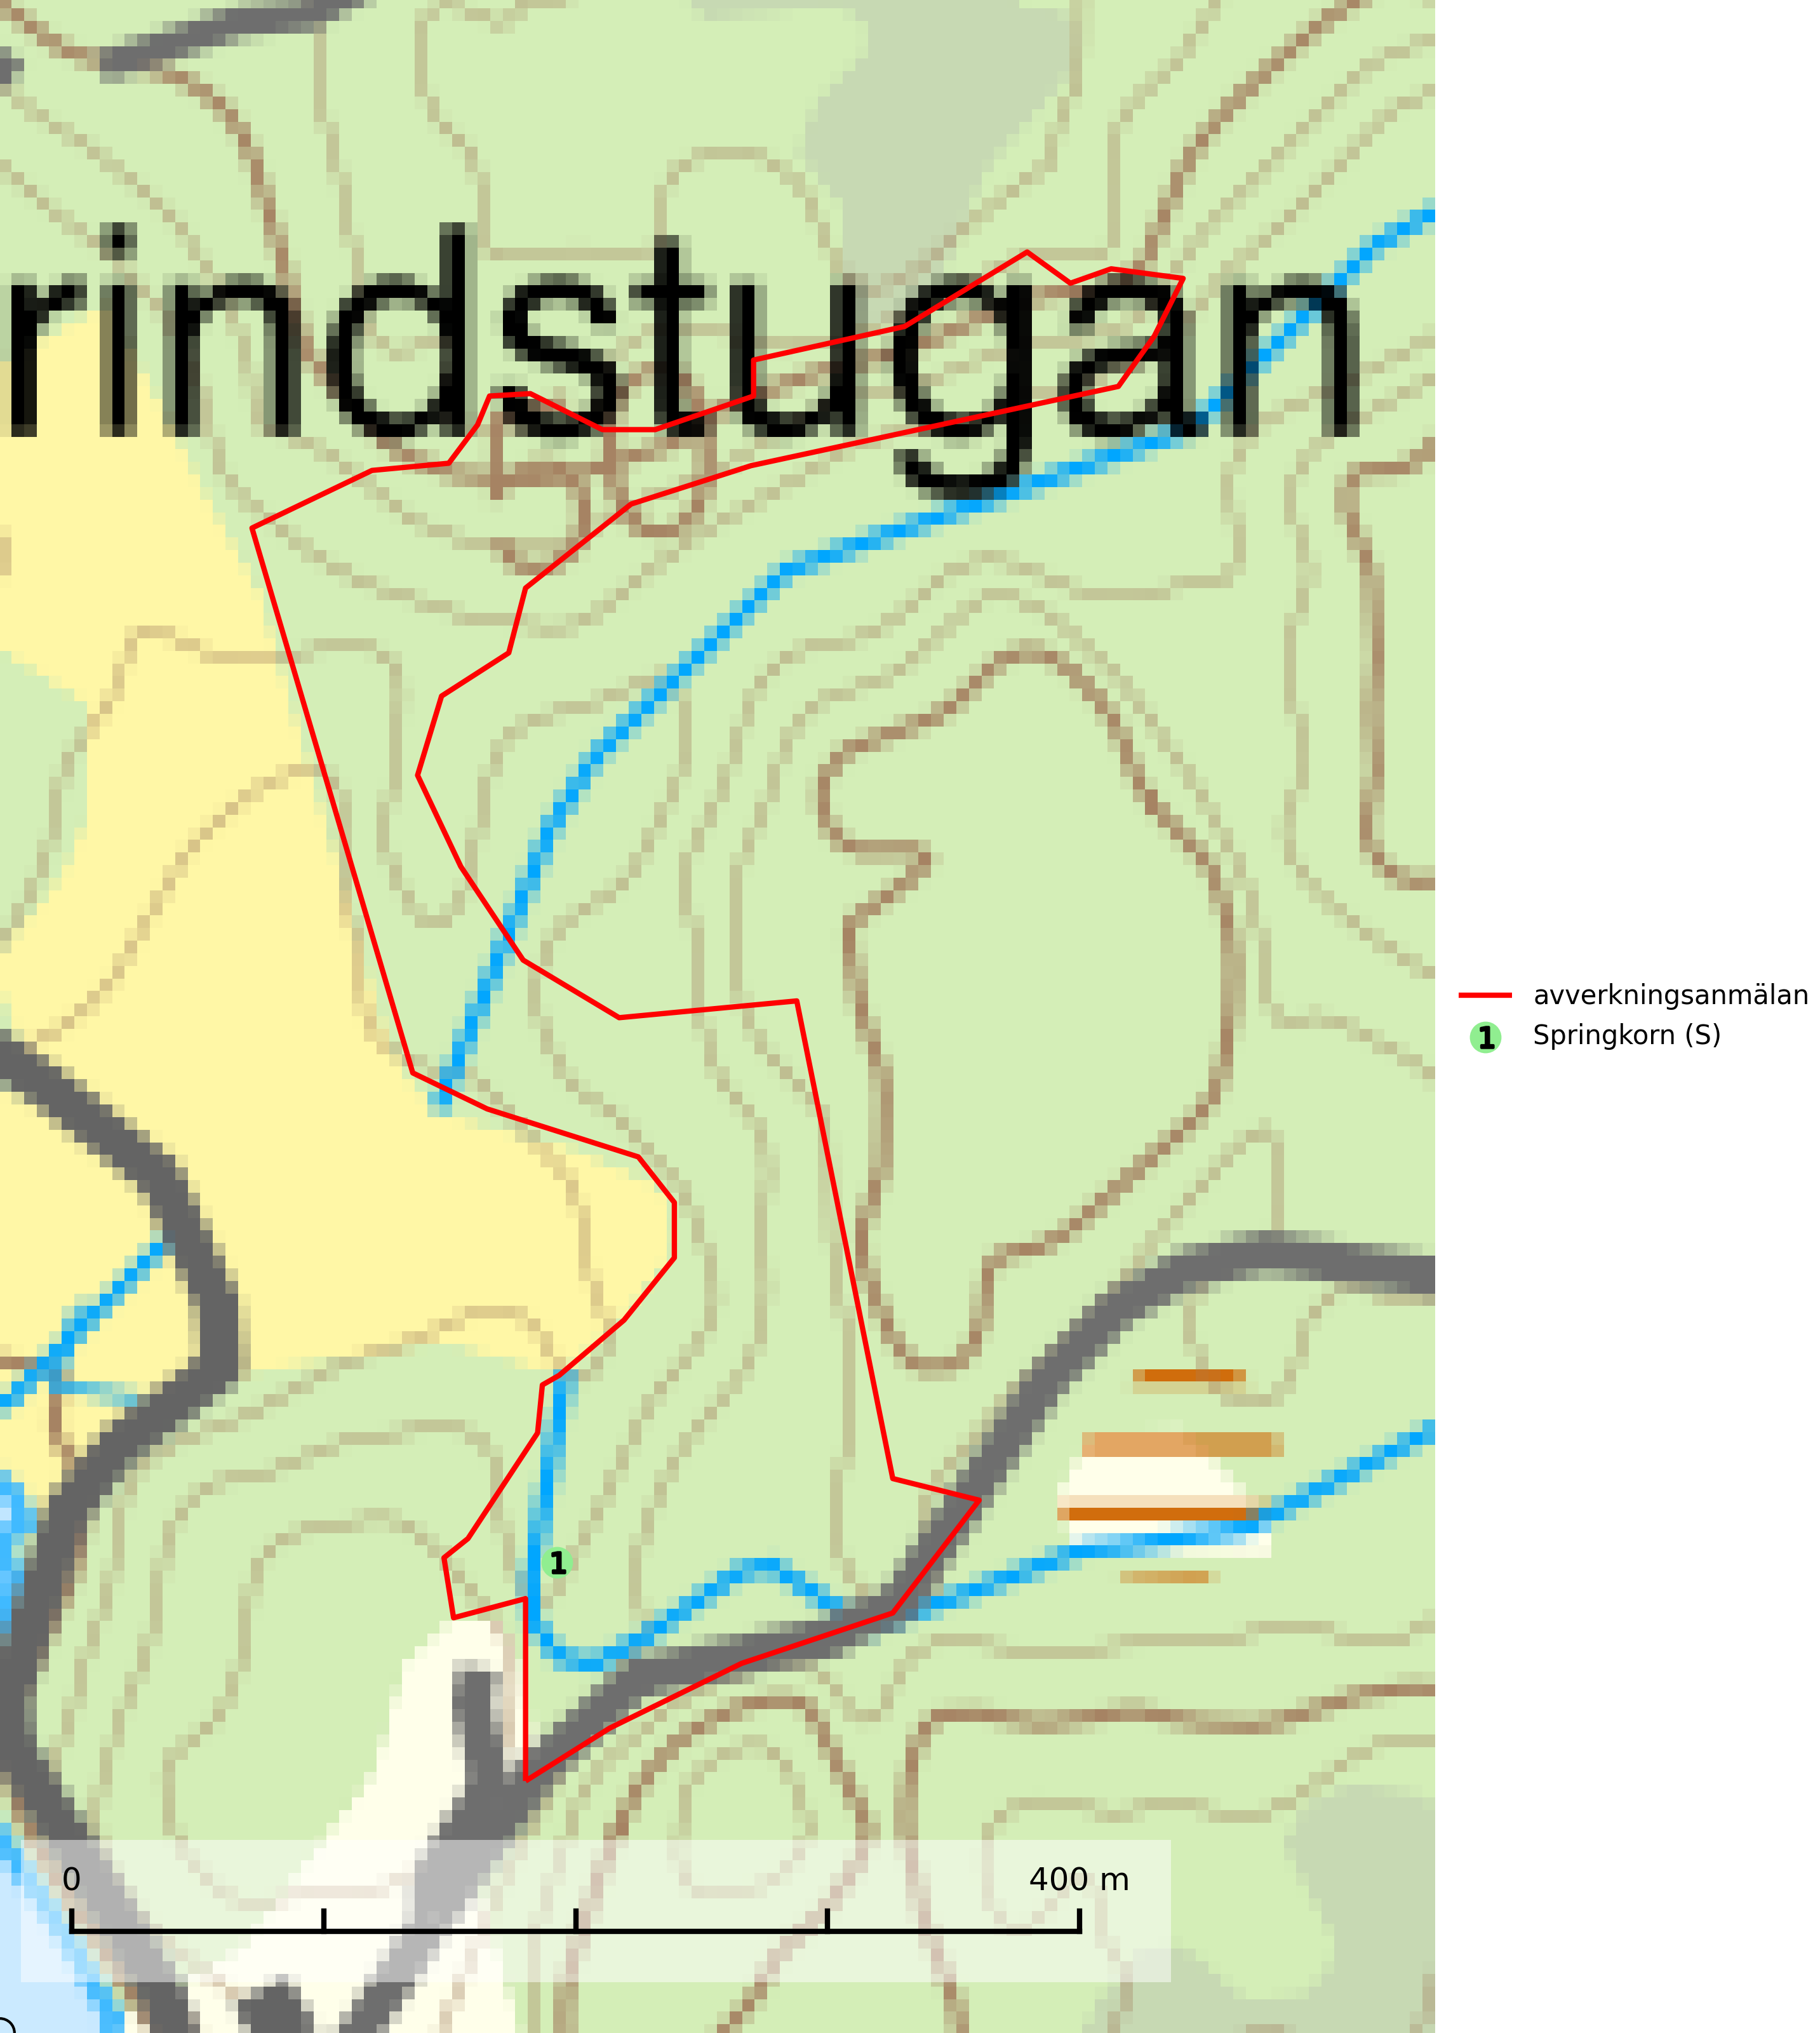 rindstugan
avverkningsanmälan
1 Springkorn (S)
1
0 400 m